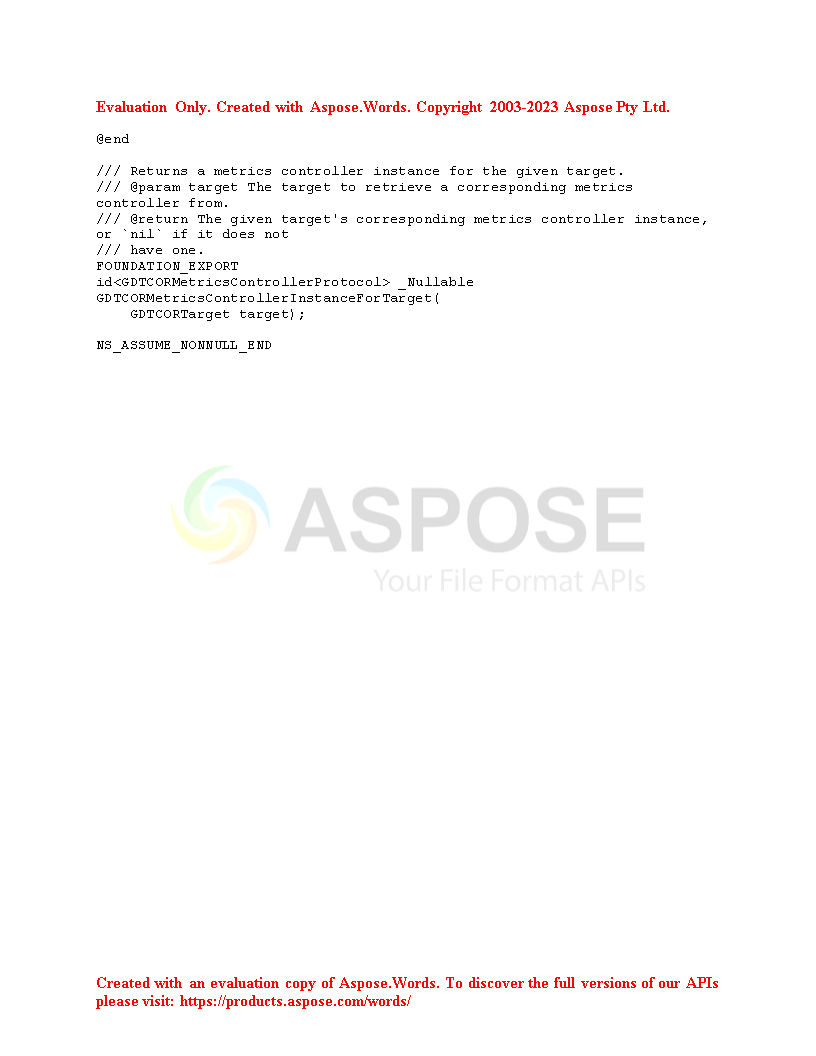 Evaluation Only. Created with Aspose.Words. Copyright 2003-2023 Aspose Pty Ltd.
@end
/// Returns a metrics controller instance for the given target.
/// @param target The target to retrieve a corresponding metrics
controller from.
/// @return The given target's corresponding metrics controller instance,
or `nil` if it does not
/// have one.
FOUNDATION_EXPORT
id<GDTCORMetricsControllerProtocol> _Nullable
GDTCORMetricsControllerInstanceForTarget(
    GDTCORTarget target);
NS_ASSUME_NONNULL_END
ASPOSE
Your File Format APIs
Created with an evaluation copy of Aspose.Words. To discover the full versions of our APIs
please visit: https://products.aspose.com/words/